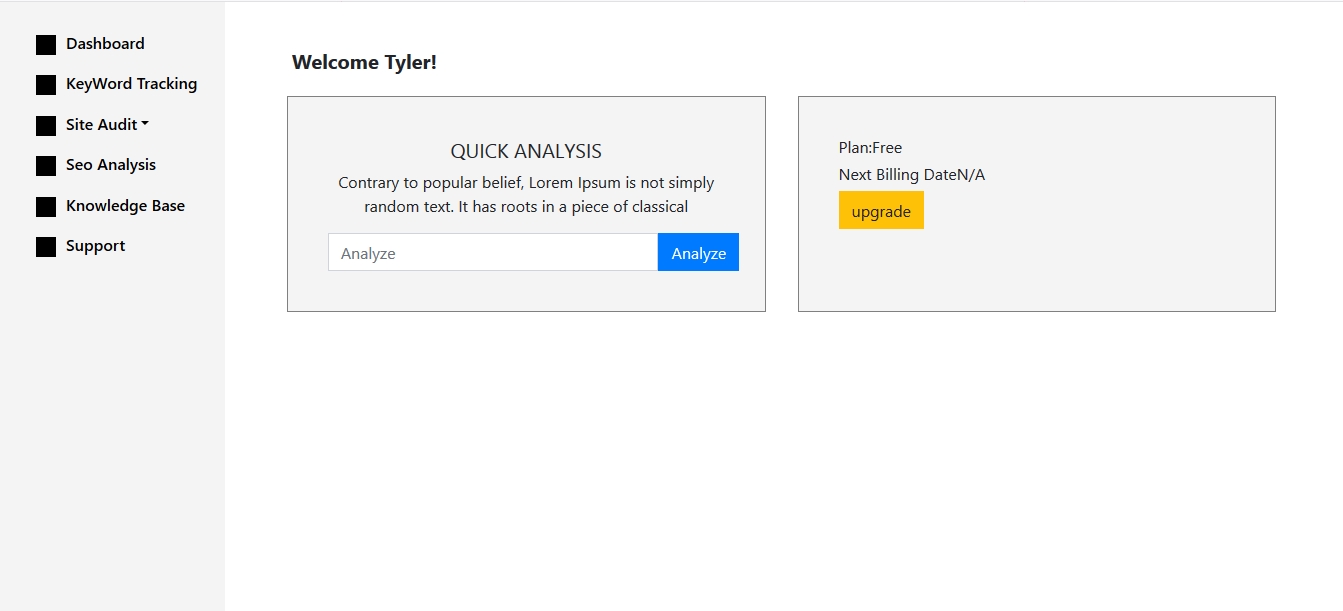 Dashboard
KeyWord Tracking
Site Audit
Seo Analysis
Knowledge Base
Support
Welcome Tyler!
QUICK ANALYSIS
Contrary to popular belief, Lorem Ipsum is not simply
random text. It has roots in a piece of classical
Analyze
Analyze
Plan:Free
Next Billing DateN/A
upgrade